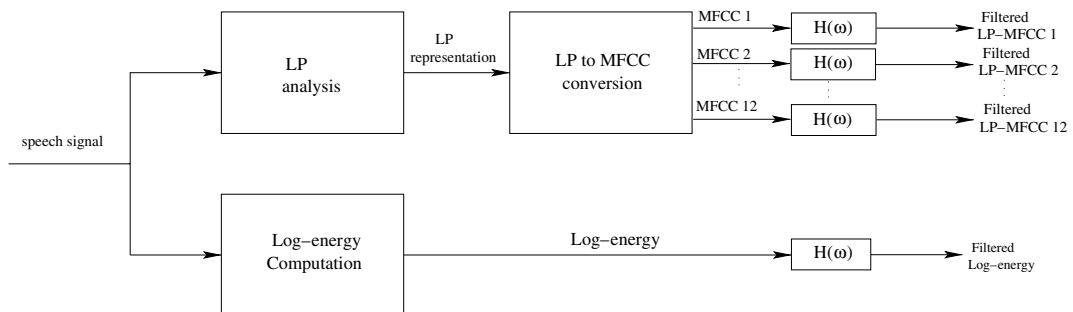 speech signal
LP
analysis
LP
representation
LP to MFCC
conversion
MFCC 1
H(ω)
Filtered
LP−MFCC 1
MFCC 2
H(ω)
Filtered
LP−MFCC 2
MFCC 12
H(ω)
Filtered
LP−MFCC 12
Log−energy
Computation
Log−energy
H(ω)
Filtered
Log−energy